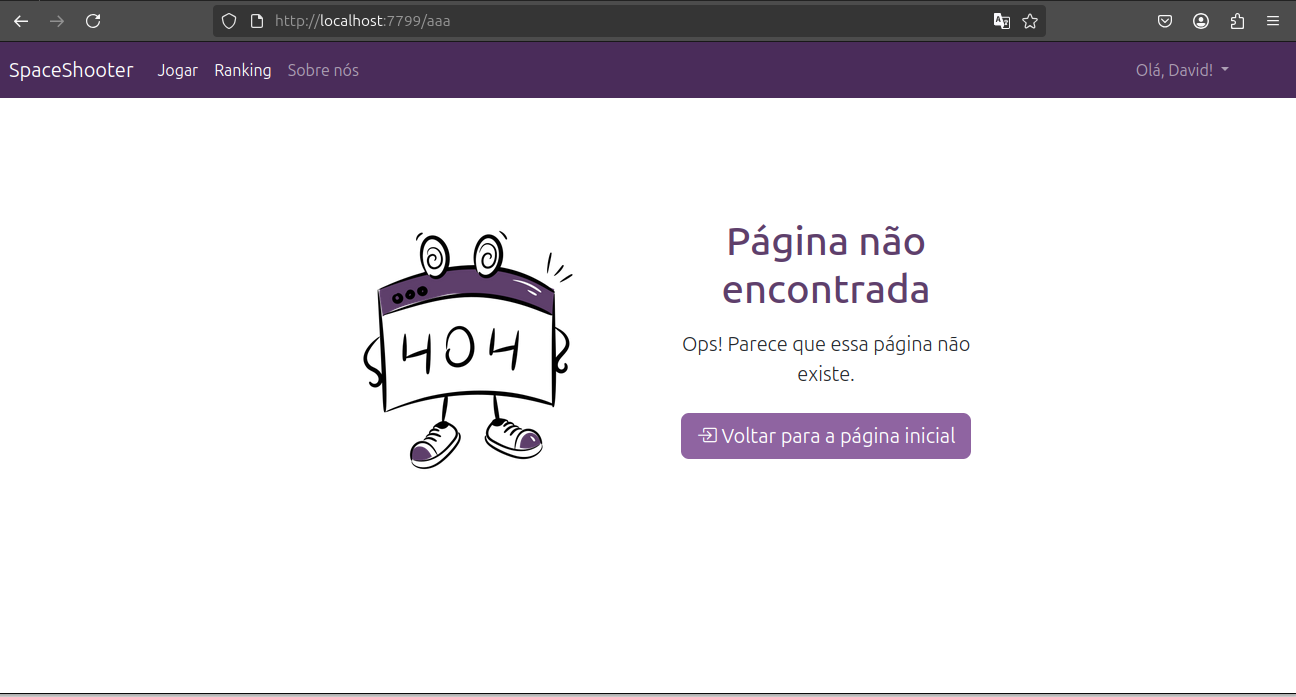 http://localhost:7799/aaa
SpaceShooter Jogar Ranking Sobre nós Olá, David!
404
Página não
encontrada
Ops! Parece que essa página não
existe.
Voltar para a página inicial